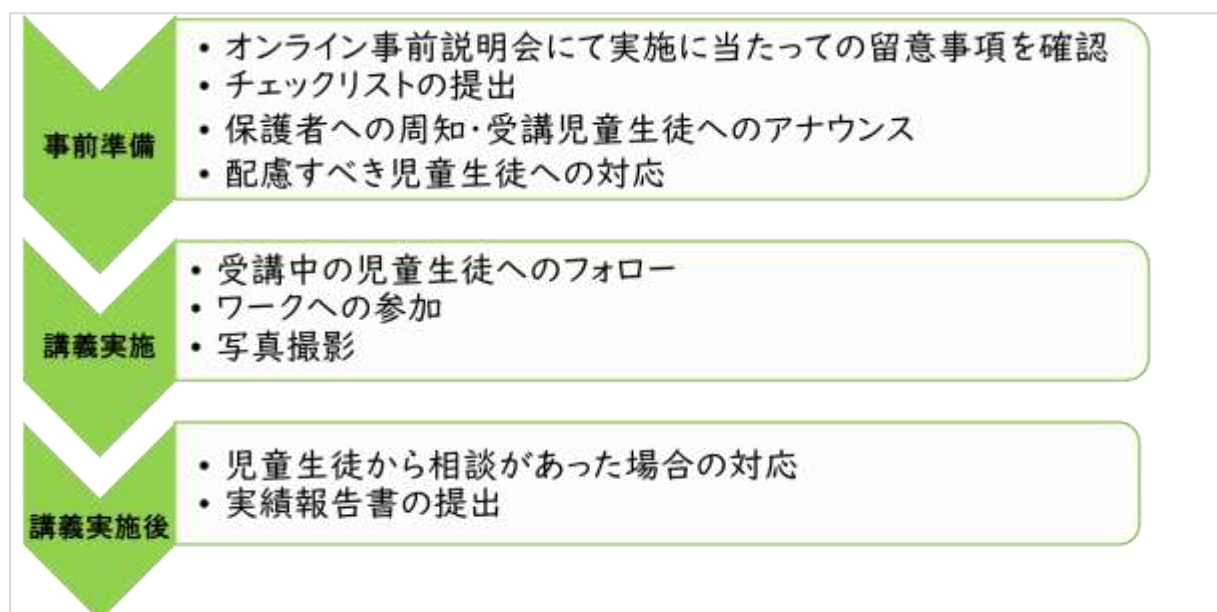 事前準備
• オンライン事前説明会にて実施に当たっての留意事項を確認
• チェックリストの提出
• 保護者への周知・受講児童生徒へのアナウンス
• 配慮すべき児童生徒への対応
講義実施
• 受講中の児童生徒へのフォロー
• ワークへの参加
• 写真撮影
講義実施後
• 児童生徒から相談があった場合の対応
• 実績報告書の提出